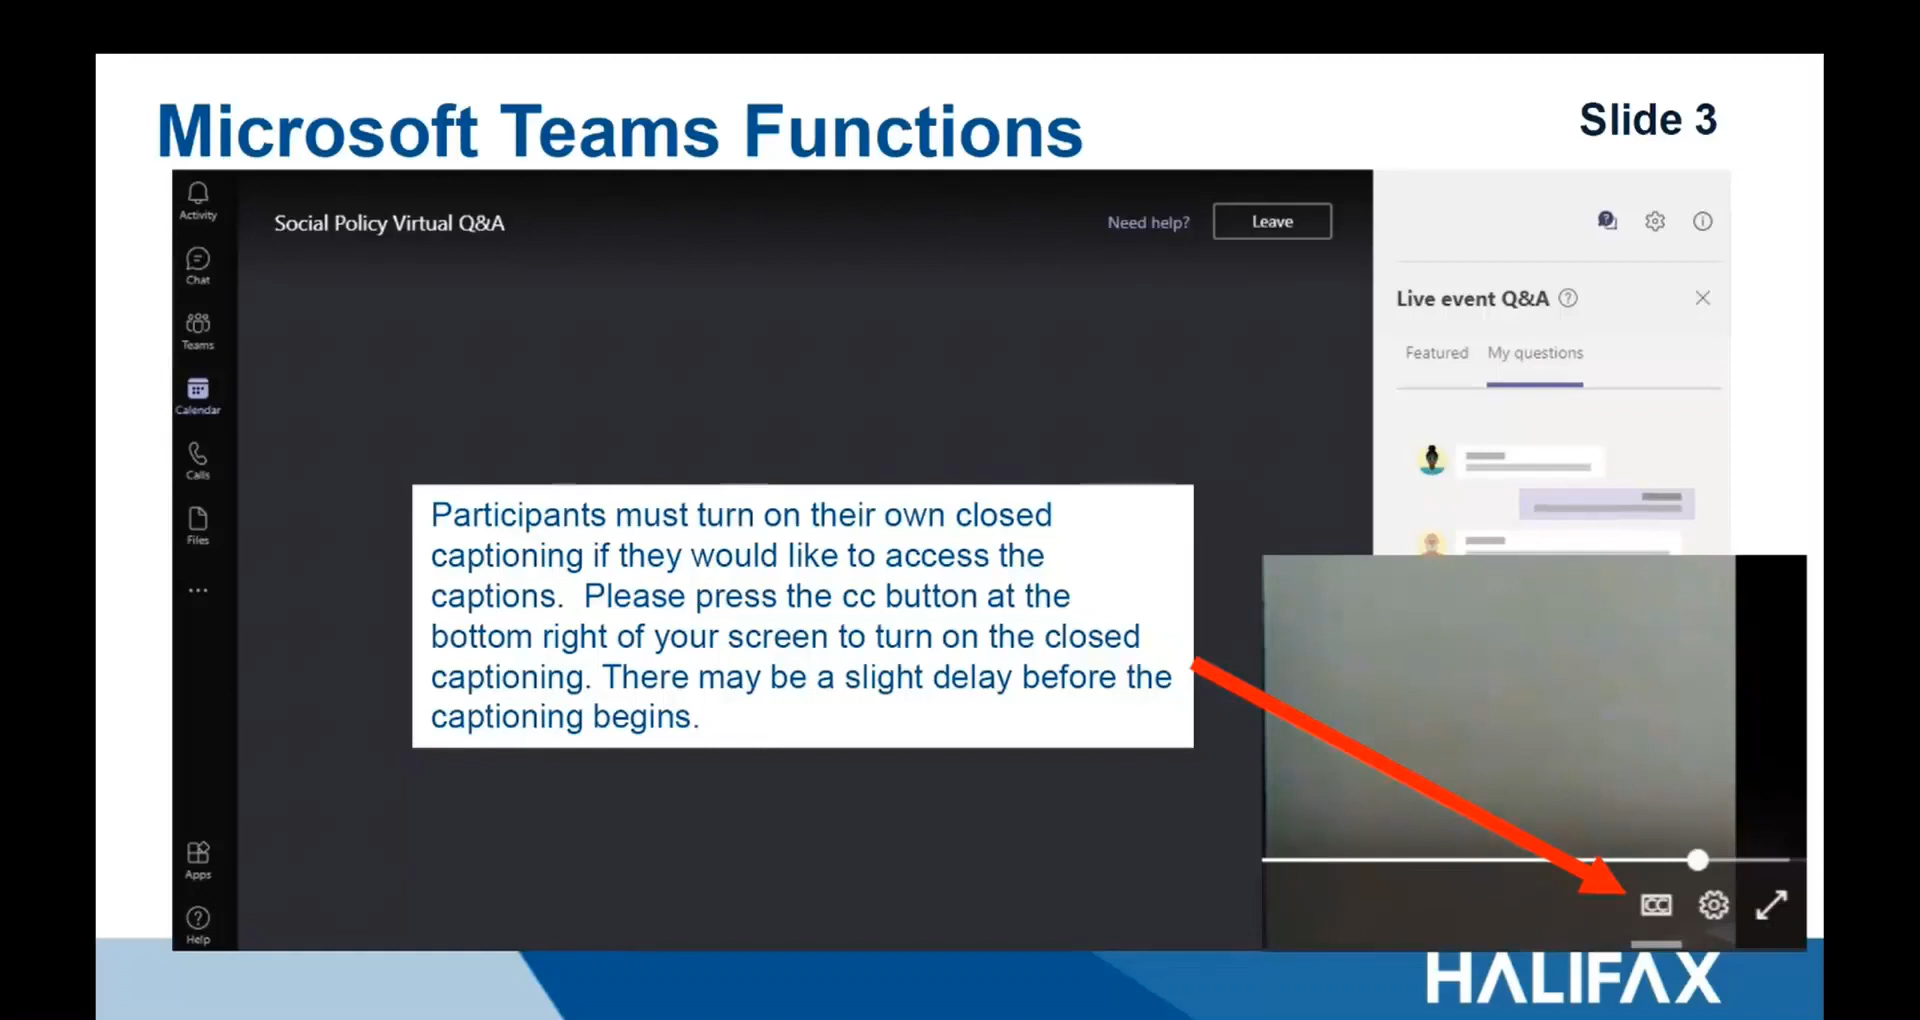 Microsoft Teams Functions
Slide 3
Activity
Chat
Teams
Calendar
Calls
Files
Apps
Help
Social Policy Virtual Q&A
Need help?
Leave
Live event Q&A
Featured
My questions
Participants must turn on their own closed
captioning if they would like to access the
captions.  Please press the cc button at the
bottom right of your screen to turn on the closed
captioning. There may be a slight delay before the
captioning begins.
CC
HALIFAX